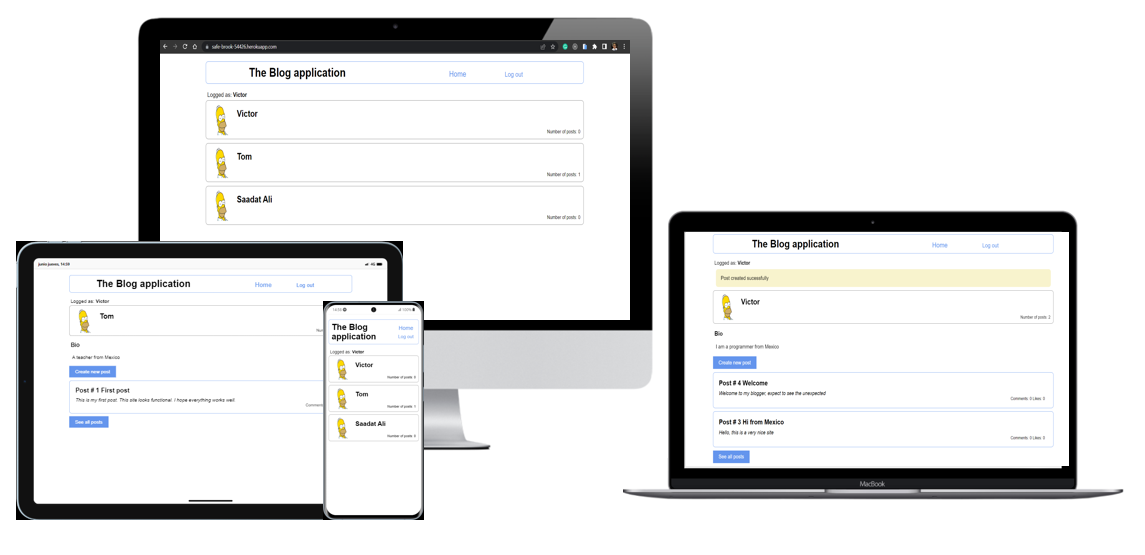 safe-brook-54426.herokuapp.com
The Blog application
Home
Log out
Logged as: Victor
Victor
Number of posts: 0
Tom
Number of posts: 1
Saadat Ali
Number of posts: 0
junio jueves, 14:59
4G
The Blog application
Home
Log out
Logged as: Victor
Tom
Bio
A teacher from Mexico
Create new post
Post # 1 First post
This is my first post. This site looks functional. I hope everything works well
Comments
See all posts
100%
The Blog
application
Home
Log out
Logged as: Victor
Victor
Number of posts: 0
Tom
Number of posts: 1
Saadat Ali
Number of posts: 0
The Blog application
Home
Log out
Logged as: Victor
Post created sucessfully
Victor
Number of posts: 2
Bio
I am a programmer from Mexico
Create new post
Post # 4 Welcome
Welcome to my blogger, expect to see the unexpected
Comments: 0 Likes: 0
Post # 3 Hi from Mexico
Hello, this is a very nice site
Comments: 0 Likes: 0
See all posts
MacBook